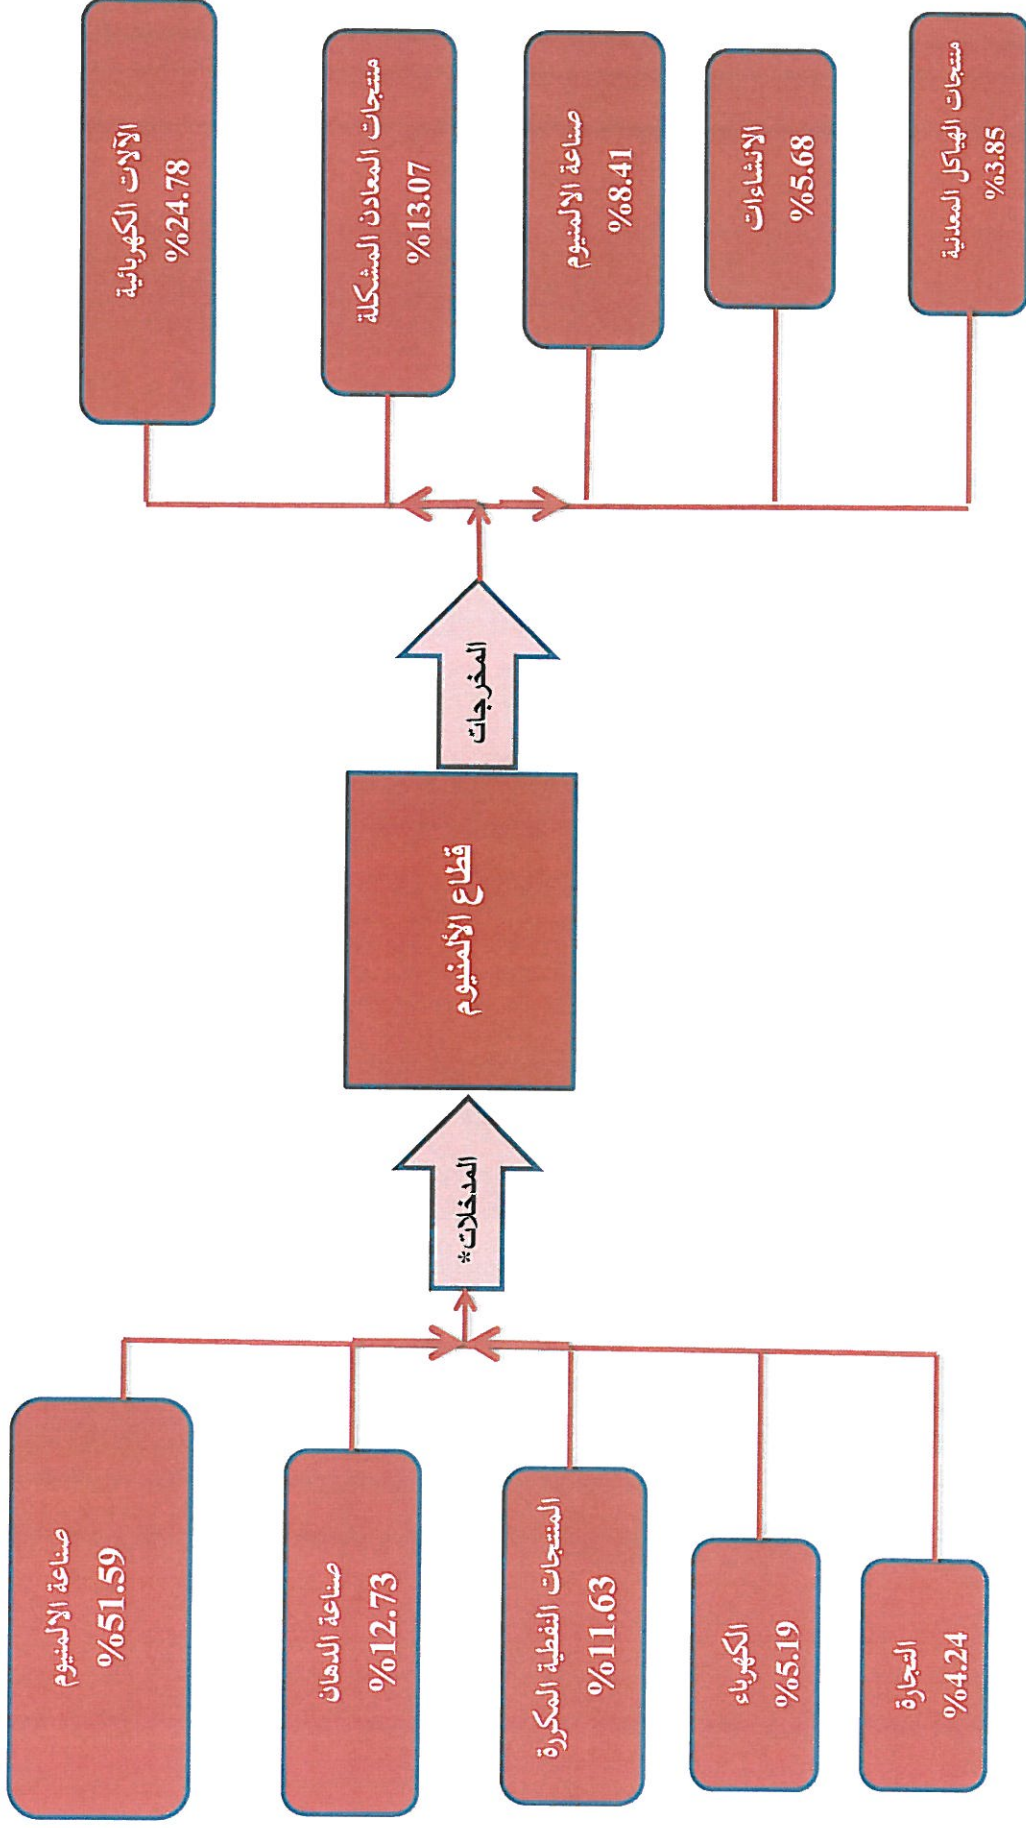 صناعة الالمنيوم
%51.59
صناعة الدهان
%12.73
المنتجات النفطية المكررة
%11.63
الكهرباء
%5.19
التجارة
%4.24
المدخلات*
قطاع الألمنيوم
المخرجات
الآلات الكهربائية
%24.78
منتجات المعادن المشكلة
%13.07
صناعة الالمنيوم
%8.41
الانشاءات
%5.68
منتجات الهياكل المعدنية
%3.85